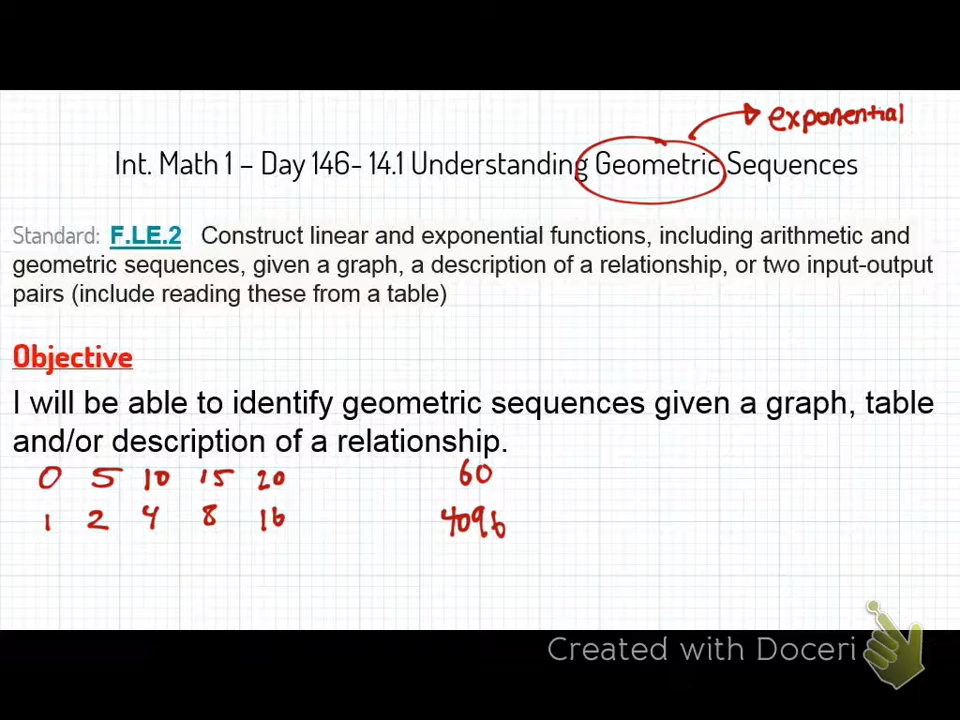 exponential
Int. Math 1 – Day 146- 14.1 Understanding Geometric Sequences
Standard: F.LE.2 Construct linear and exponential functions, including arithmetic and
geometric sequences, given a graph, a description of a relationship, or two input-output
pairs (include reading these from a table)
Objective
I will be able to identify geometric sequences given a graph, table
and/or description of a relationship.
0 5 10 15 20 60
1 2 4 8 16 4096
Created with Doceri